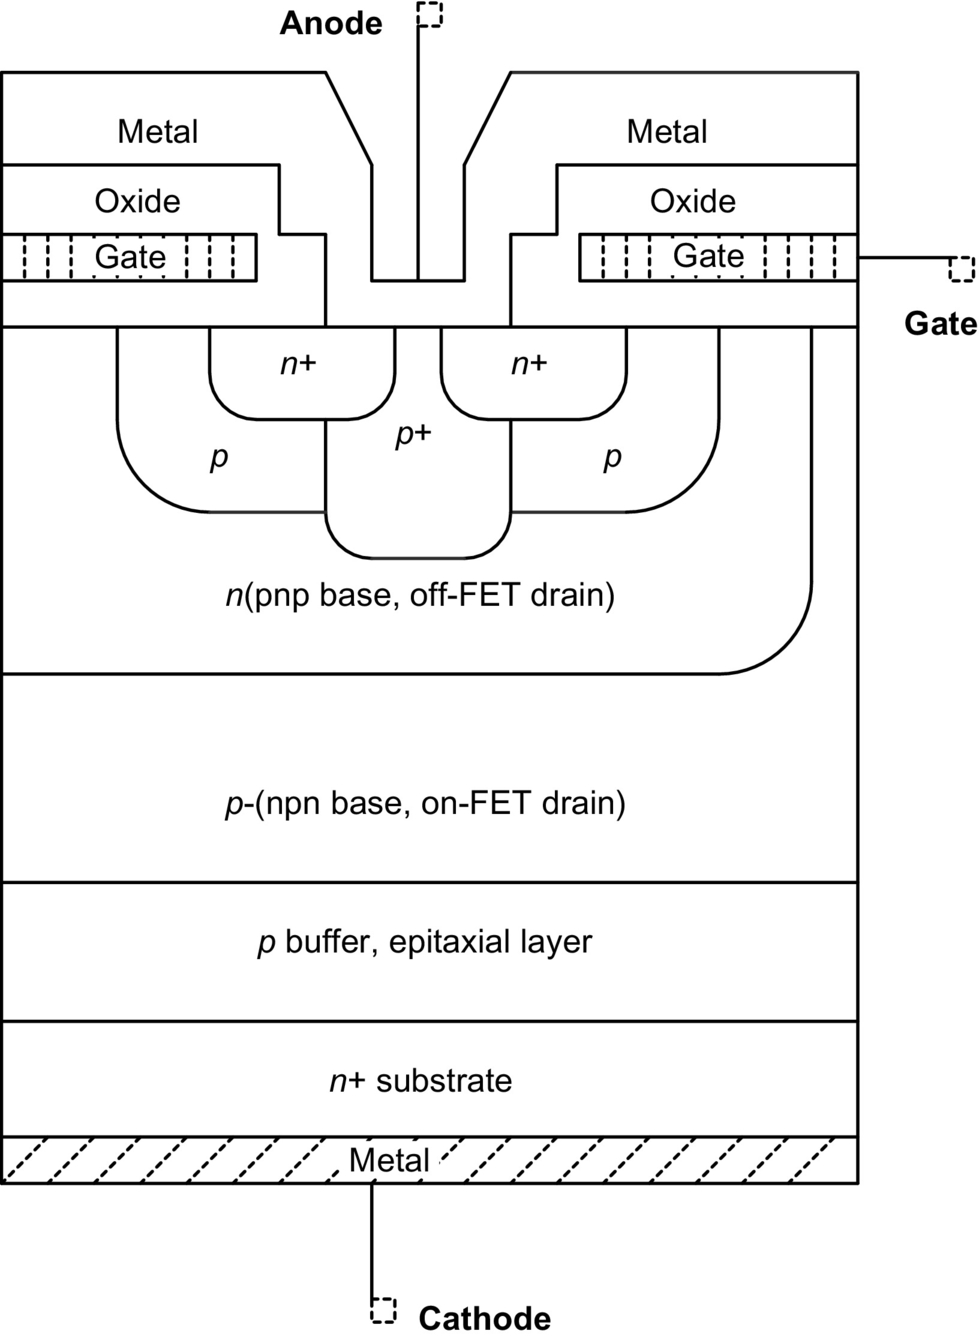 Anode
Metal Metal
Oxide Oxide
Gate Gate
Gate
n+ n+
p+
p p
n(pnp base, off-FET drain)
p-(npn base, on-FET drain)
p buffer, epitaxial layer
n+ substrate
Metal
Cathode